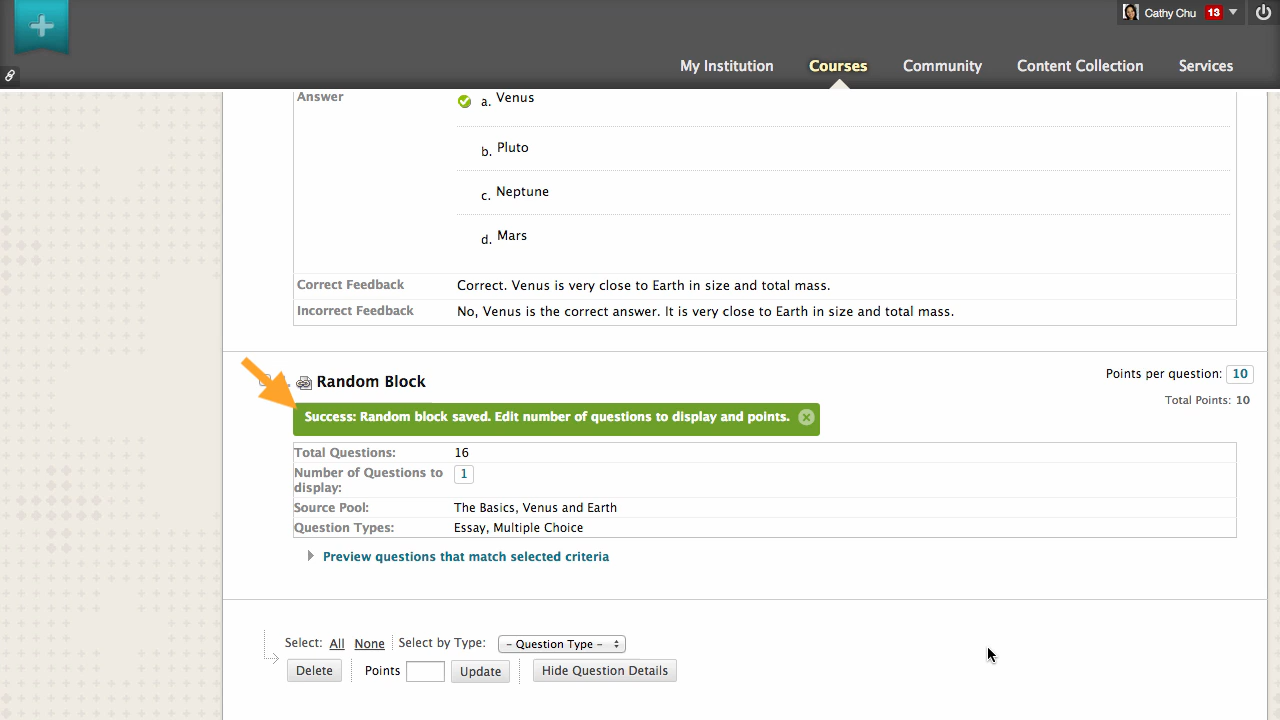 Cathy Chu 13
My Institution Courses Community Content Collection Services
Answer a. Venus
b. Pluto
c. Neptune
d. Mars
Correct Feedback Correct. Venus is very close to Earth in size and total mass.
Incorrect Feedback No, Venus is the correct answer. It is very close to Earth in size and total mass.
Random Block Points per question: 10
Total Points: 10
Success: Random block saved. Edit number of questions to display and points.
Total Questions: 16
Number of Questions to display: 1
Source Pool: The Basics, Venus and Earth
Question Types: Essay, Multiple Choice
Preview questions that match selected criteria
Select: All None Select by Type: – Question Type –
Delete Points Update Hide Question Details